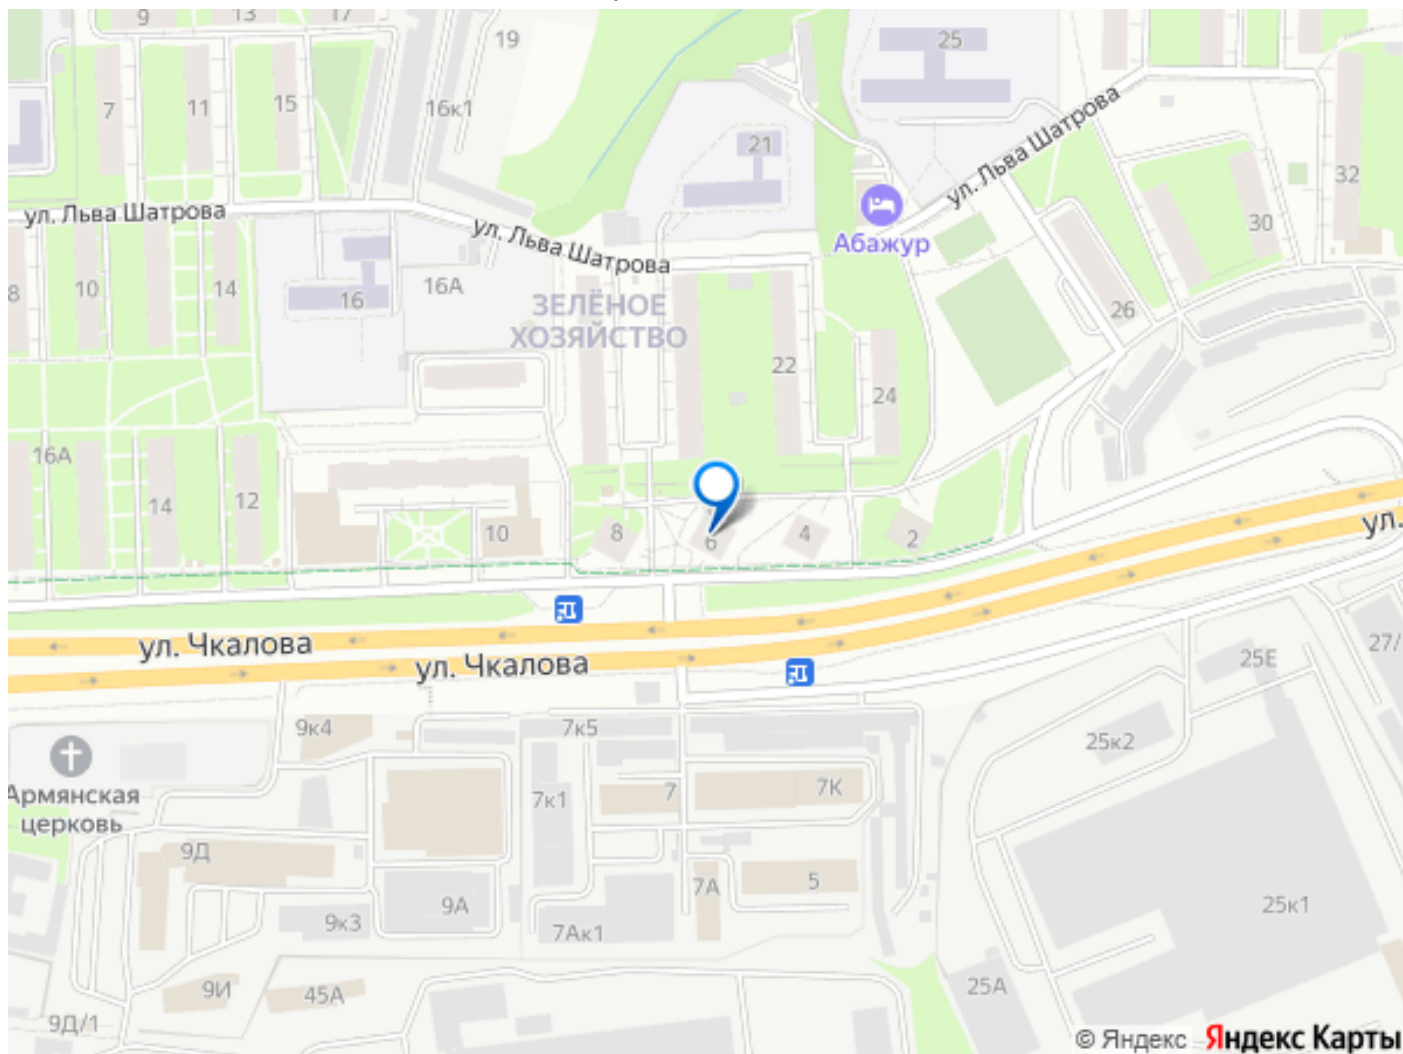 9
13
17
19
25
7
11
15
16к1
21
32
ул. Льва Шатрова
ул. Льва Шатрова
ул. Льва Шатрова
Абажур
30
8
10
14
16
16А
ЗЕЛЁНОЕ
ХОЗЯЙСТВО
26
22
24
16А
14
12
10
8
6
4
2
ул.
ул. Чкалова
ул. Чкалова
27/
25Е
9к4
7к5
25к2
Армянская
церковь
7к1
7
7К
9Д
7А
5
9А
9к3
7Ак1
25к1
9И
45А
25А
9Д/1
© Яндекс Яндекс Карты